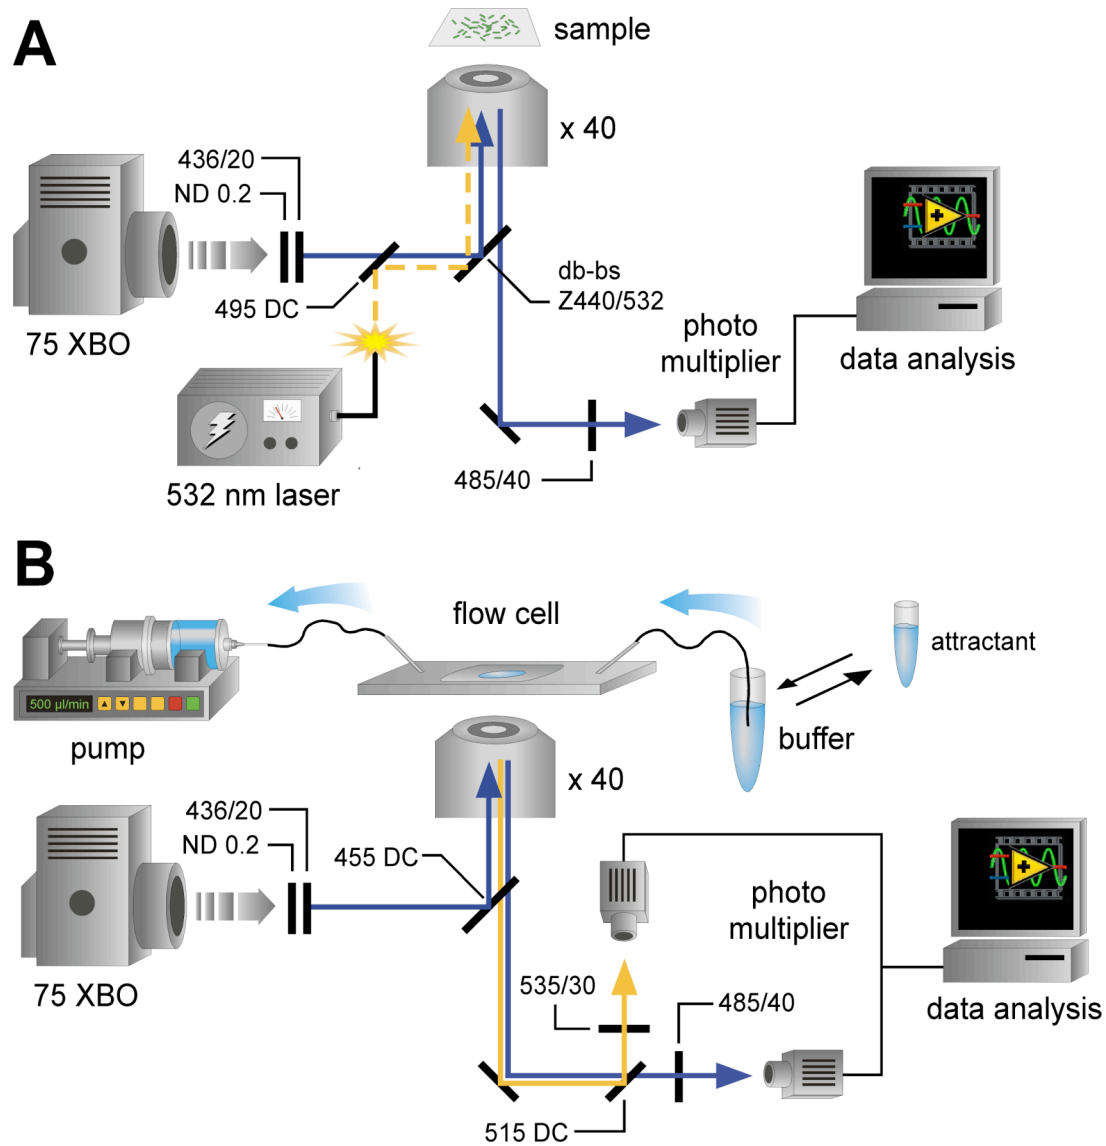 A
sample
x 40
436/20
ND 0.2
495 DC
db-bs
Z440/532
75 XBO
photo
multiplier
data analysis
485/40
532 nm laser
B
flow cell
attractant
500 µl/min
buffer
pump
x 40
436/20
ND 0.2
455 DC
photo
multiplier
75 XBO
535/30
485/40
data analysis
515 DC